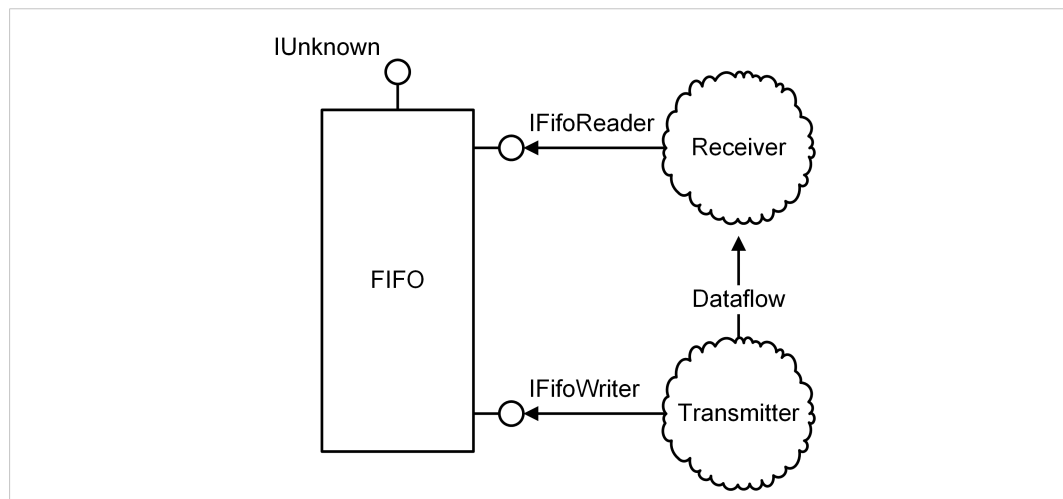 IUnknown
IFifoReader
Receiver
FIFO
Dataflow
IFifoWriter
Transmitter